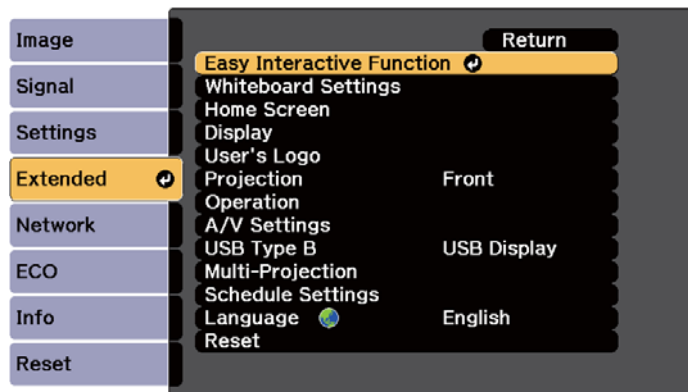 Image
Signal
Settings
Extended
Network
ECO
Info
Reset
Return
Easy Interactive Function
Whiteboard Settings
Home Screen
Display
User's Logo
Projection Front
Operation
A/V Settings
USB Type B USB Display
Multi-Projection
Schedule Settings
Language English
Reset